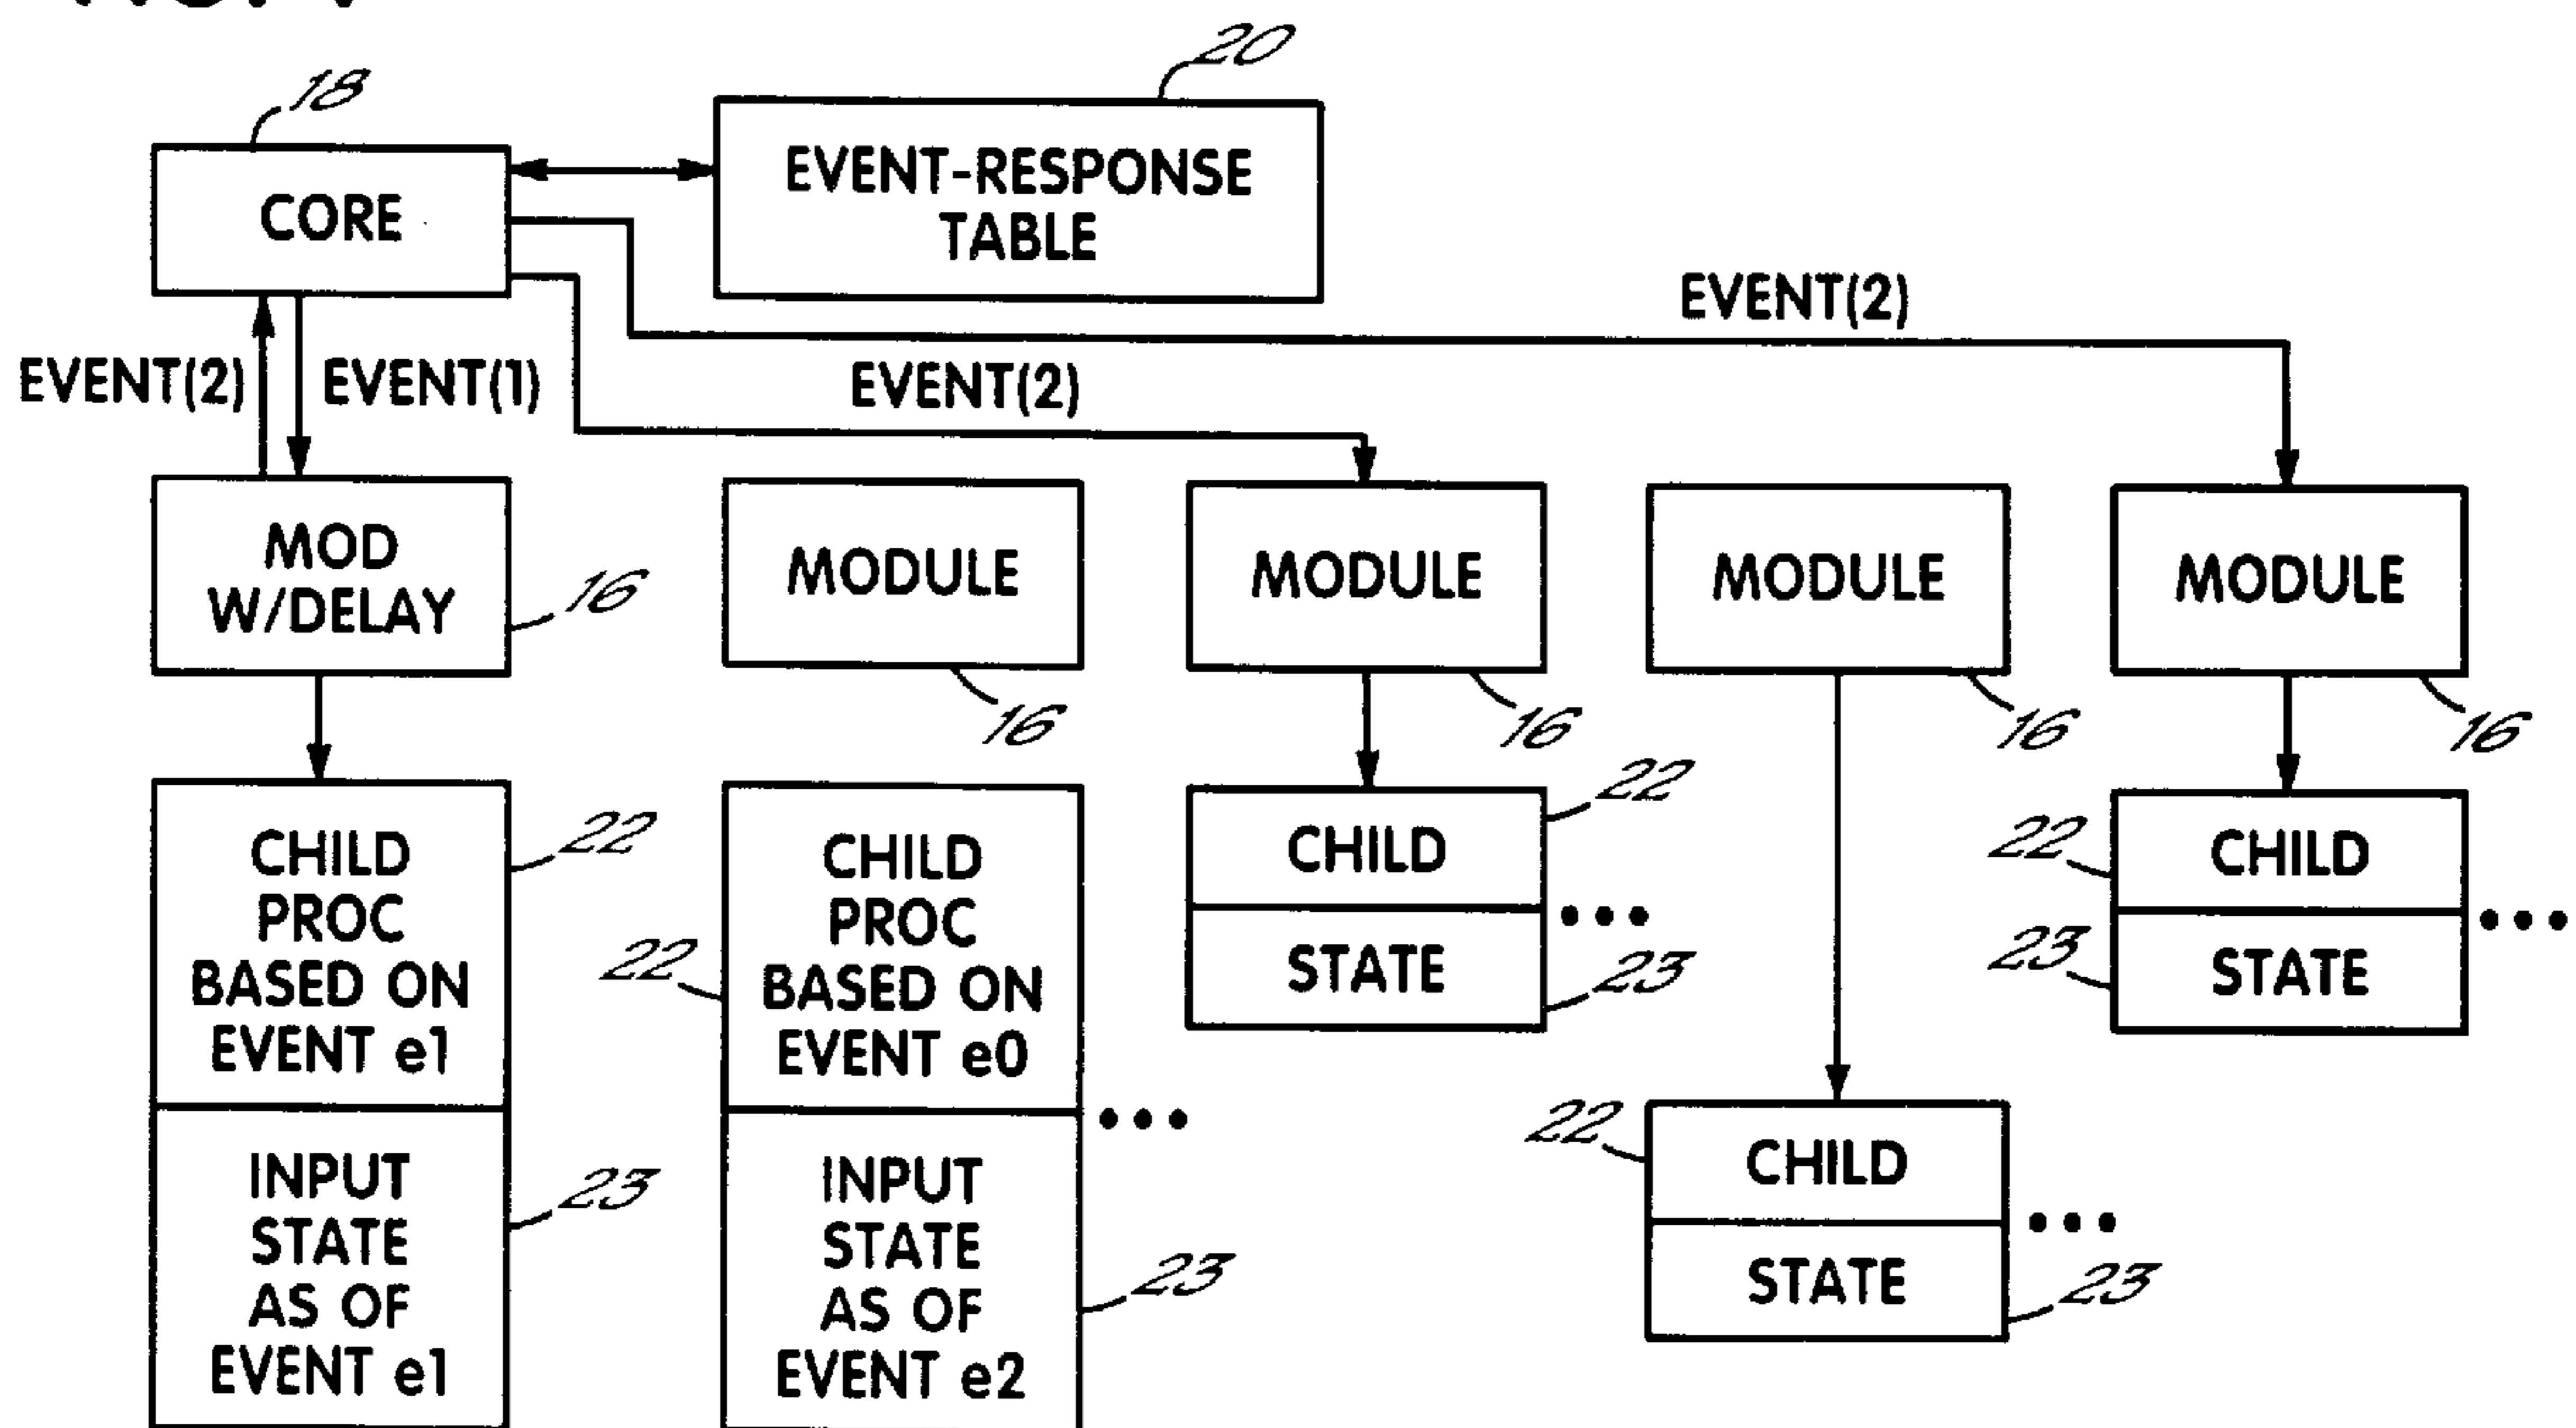 20
18
EVENT-RESPONSE
TABLE
CORE
EVENT(2)
EVENT(2)
EVENT(1)
EVENT(2)
MOD
W/DELAY
16
MODULE
16
MODULE
16
MODULE
16
MODULE
16
CHILD
PROC
BASED ON
EVENT e1
22
INPUT
STATE
AS OF
EVENT e1
23
CHILD
PROC
BASED ON
EVENT e0
22
INPUT
STATE
AS OF
EVENT e2
23
•••
CHILD
22
STATE
23
•••
CHILD
22
STATE
23
•••
CHILD
22
STATE
23
•••